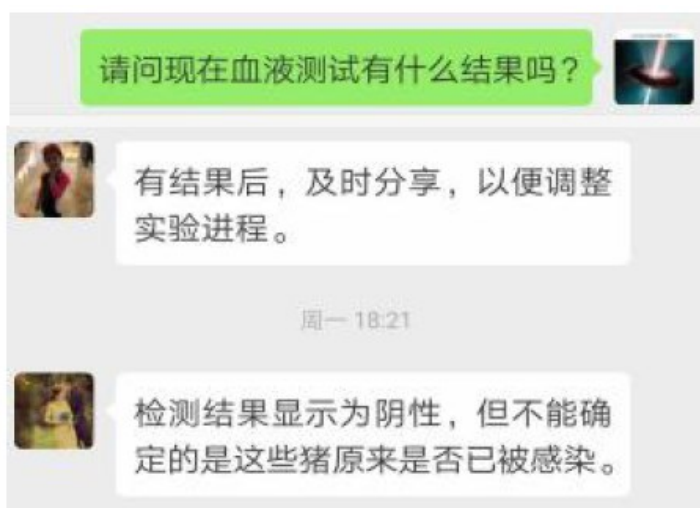 请问现在血液测试有什么结果吗？
有结果后，及时分享，以便调整
实验进程。
周一 18:21
检测结果显示为阴性，但不能确
定的是这些猪原来是否已被感染。